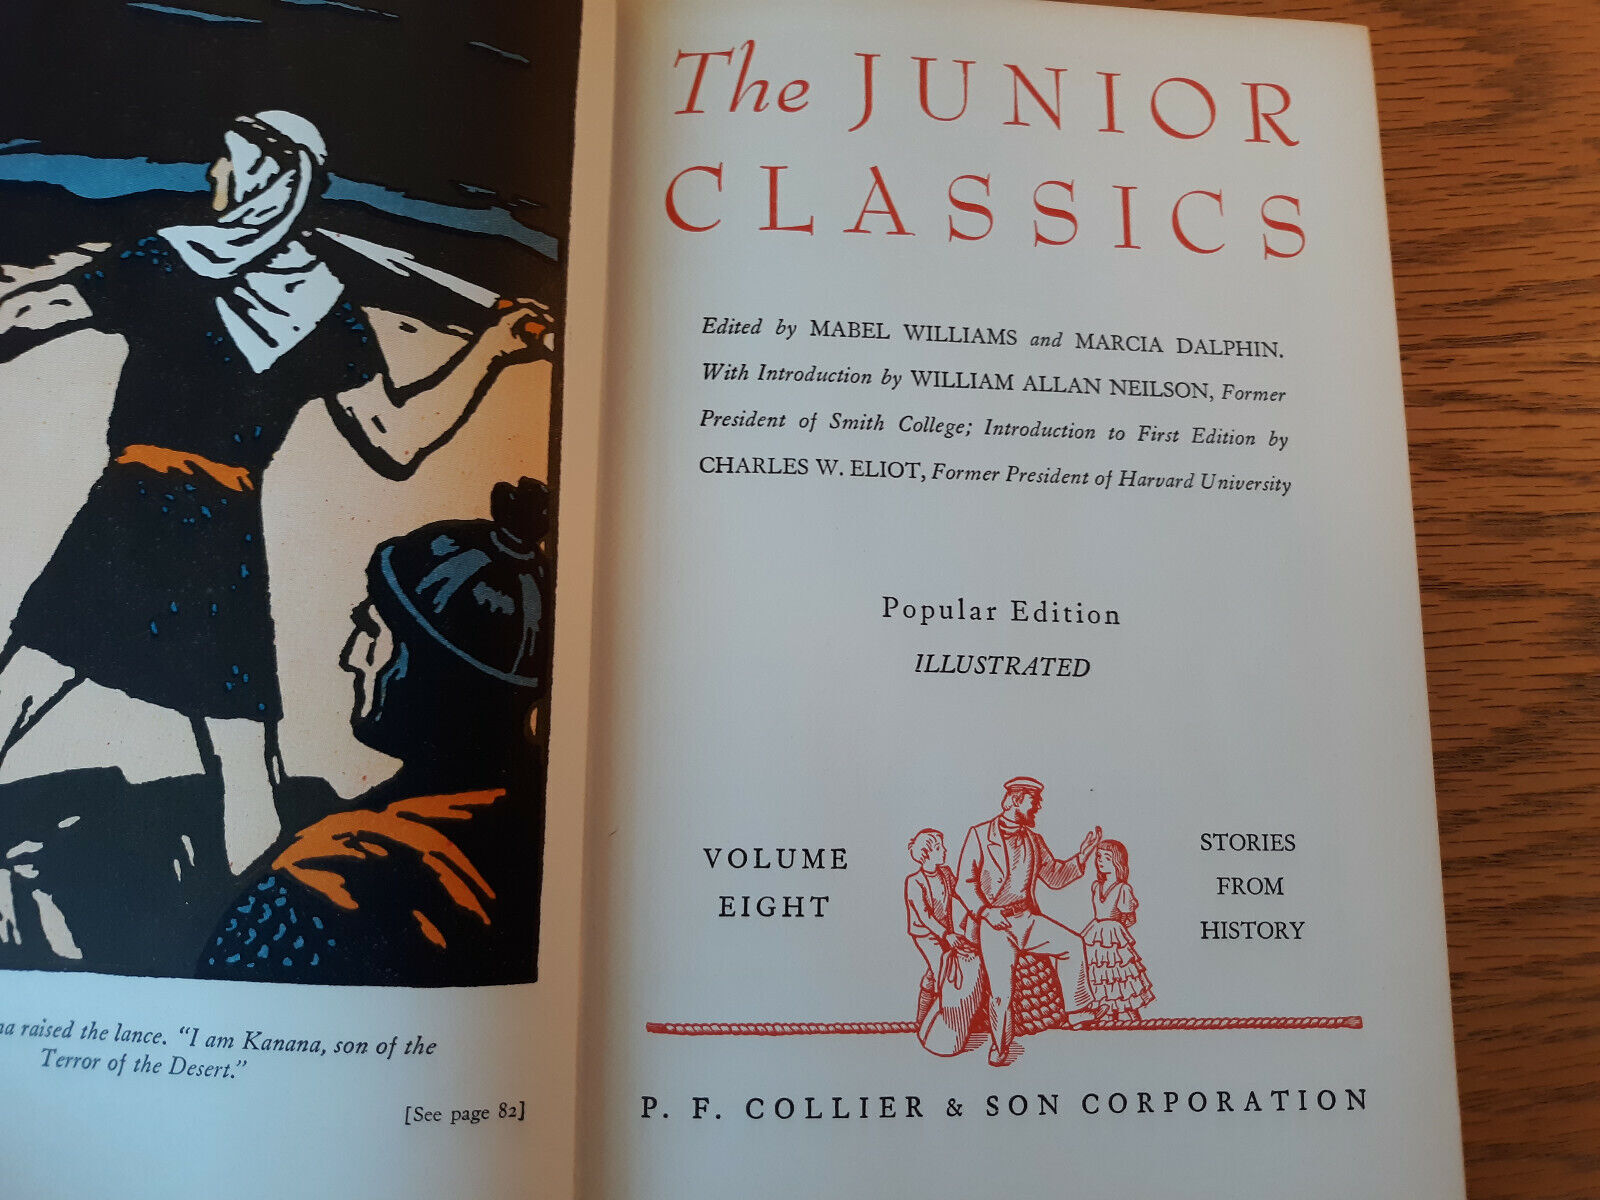 raised the lance. "I am Kanana, son of the
Terror of the Desert."
[See page 82]
The JUNIOR
CLASSICS
Edited by MABEL WILLIAMS and MARCIA DALPHIN.
With Introduction by WILLIAM ALLAN NEILSON, Former
President of Smith College; Introduction to First Edition by
CHARLES W. ELIOT, Former President of Harvard University
Popular Edition
ILLUSTRATED
VOLUME
EIGHT
STORIES
FROM
HISTORY
P. F. COLLIER & SON CORPORATION